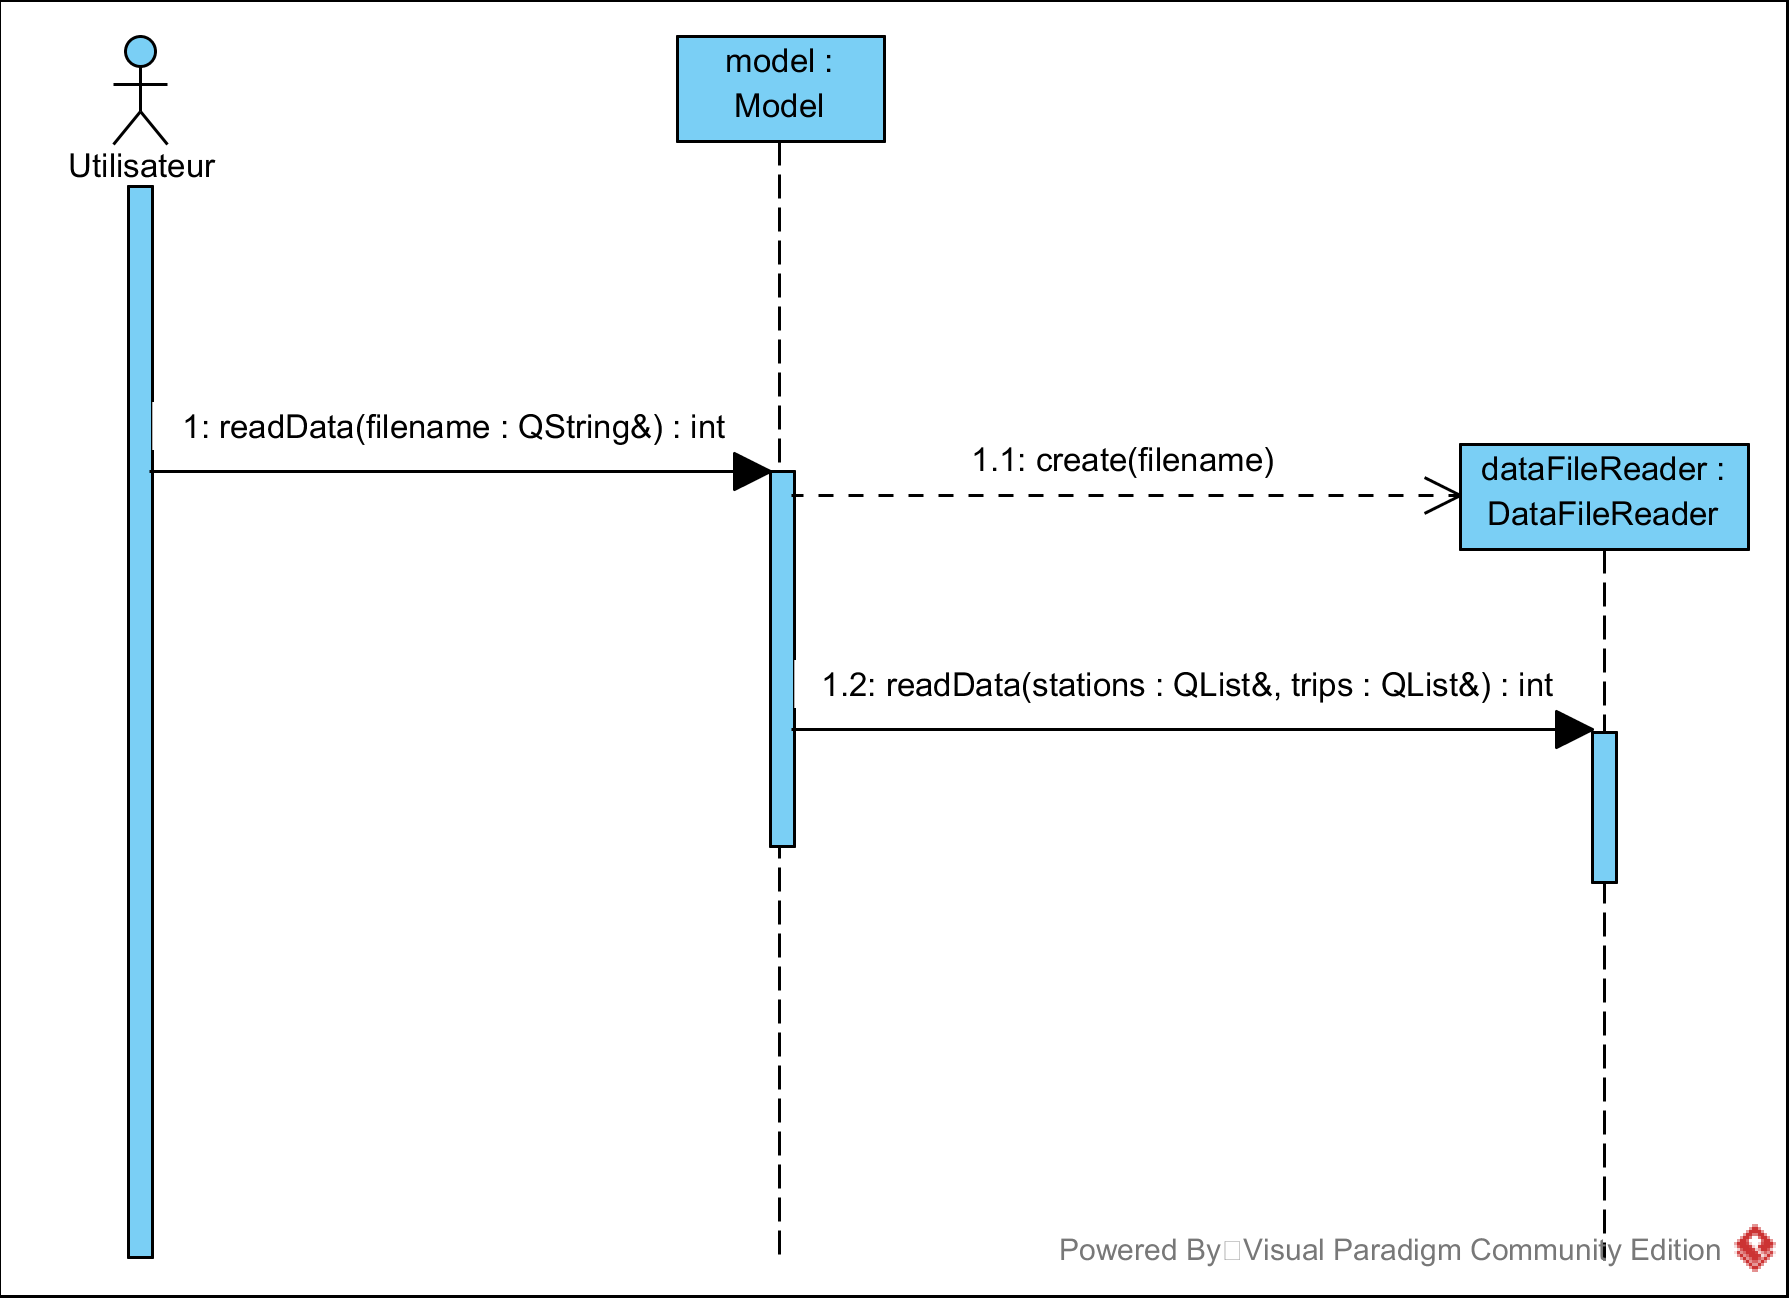 Utilisateur
model :
Model
1: readData(filename : QString&) : int
1.1: create(filename)
dataFileReader :
DataFileReader
1.2: readData(stations : QList&, trips : QList&) : int
Powered By Visual Paradigm Community Edition